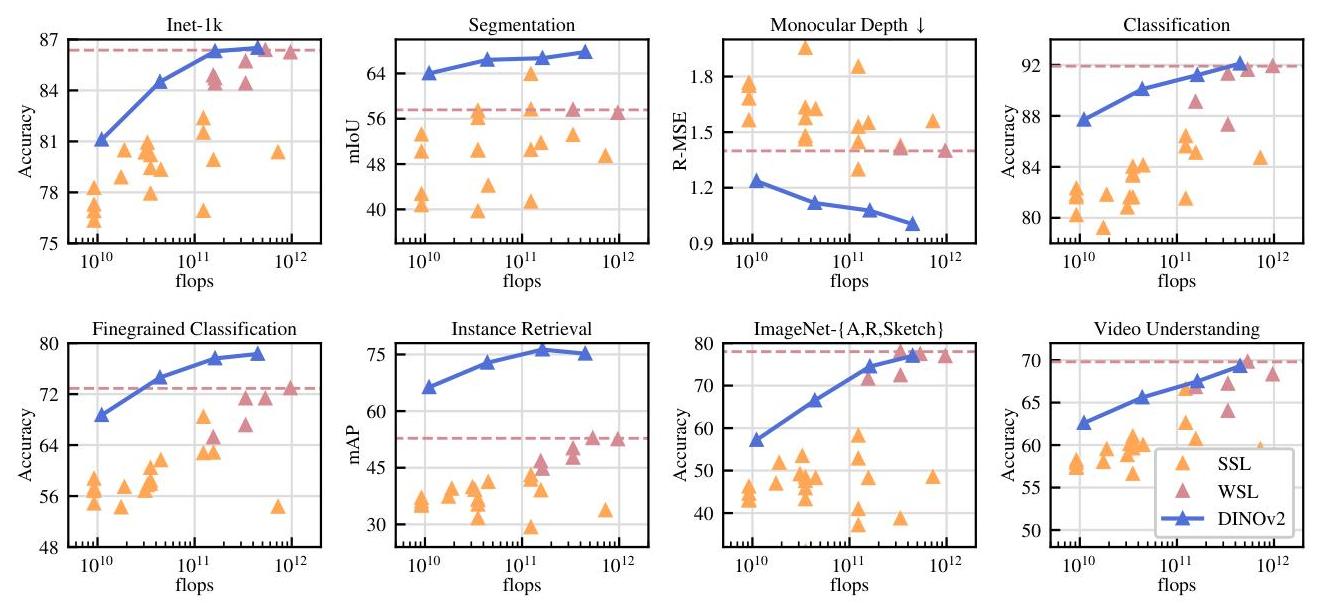 Inet-1k
87
84
81
78
75
Accuracy
10^10 10^11 10^12
flops
Segmentation
64
56
48
40
mIoU
10^10 10^11 10^12
flops
Monocular Depth ↓
1.8
1.5
1.2
0.9
R-MSE
10^10 10^11 10^12
flops
Classification
92
88
84
80
Accuracy
10^10 10^11 10^12
flops
Finegrained Classification
80
72
64
56
48
Accuracy
10^10 10^11 10^12
flops
Instance Retrieval
75
60
45
30
mAP
10^10 10^11 10^12
flops
ImageNet-{A,R,Sketch}
80
70
60
50
40
Accuracy
10^10 10^11 10^12
flops
Video Understanding
70
65
60
55
50
Accuracy
SSL
WSL
DINOv2
10^10 10^11 10^12
flops